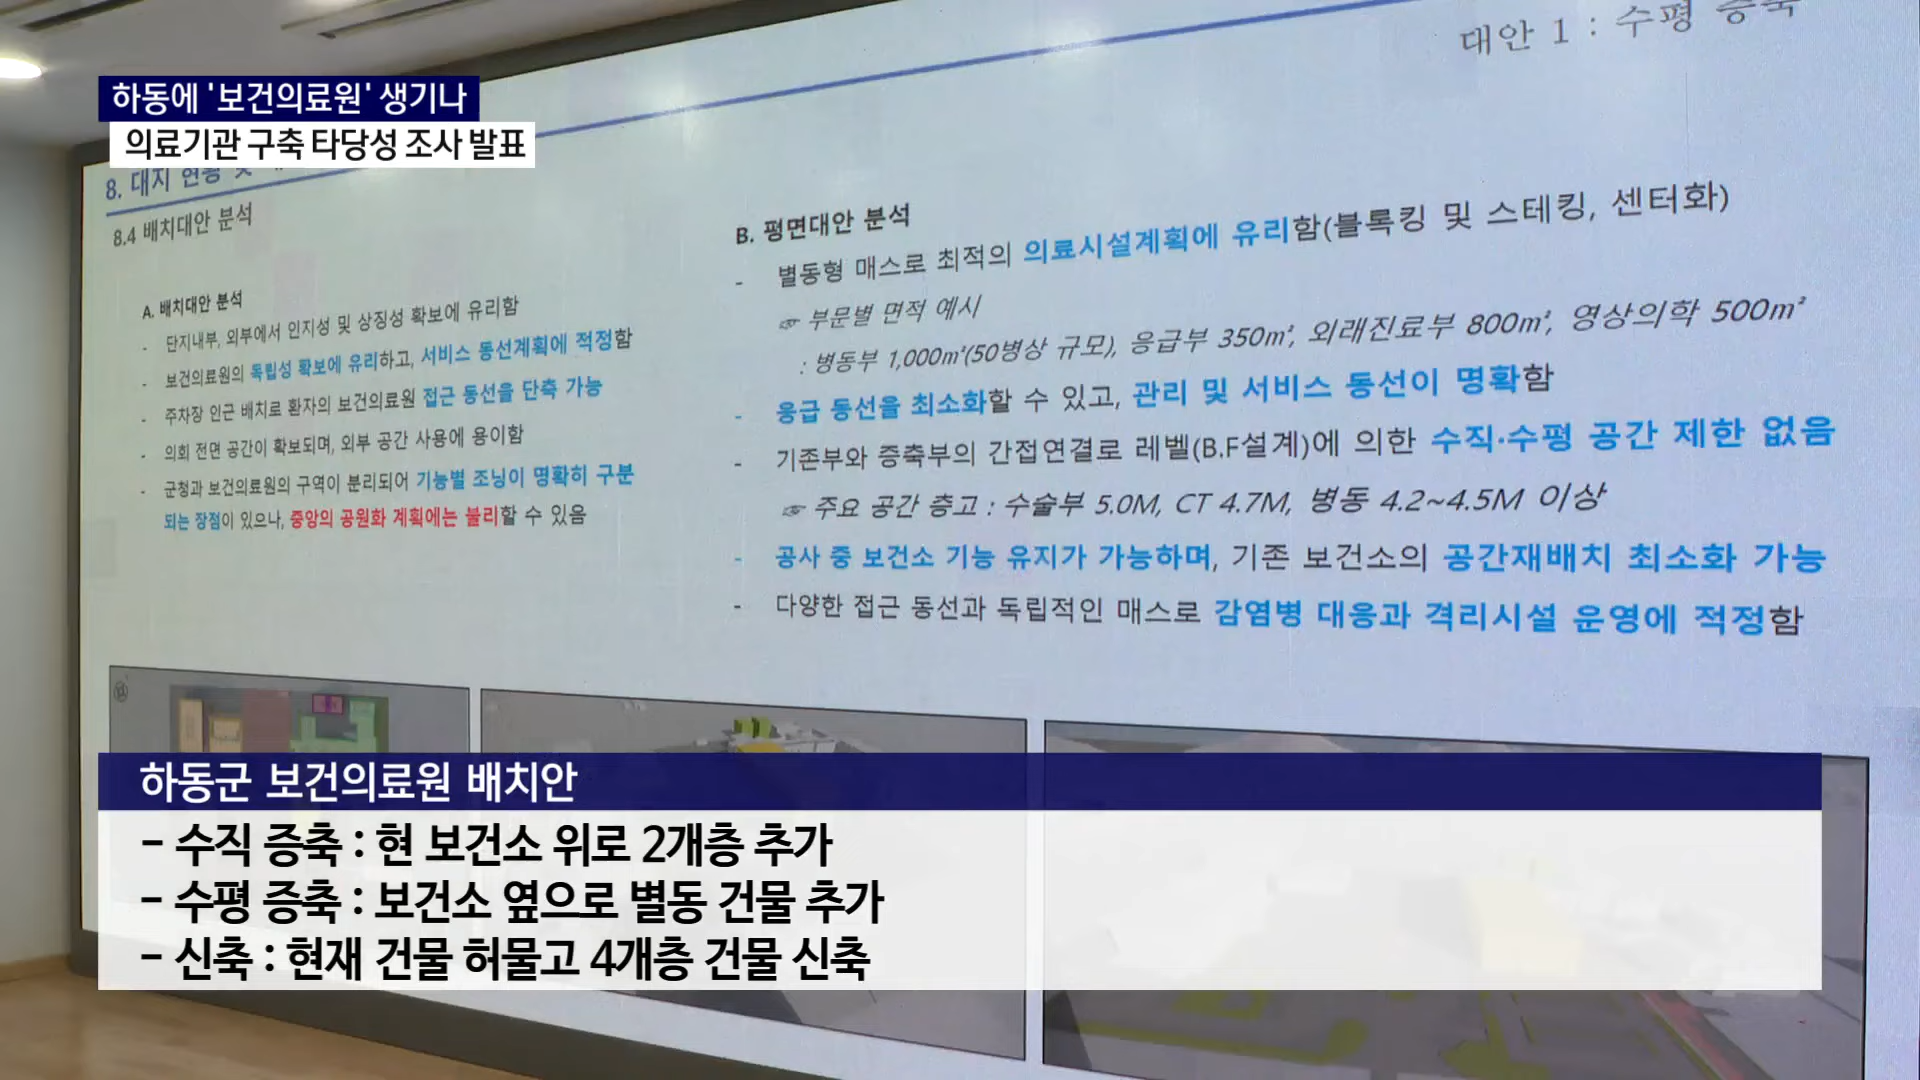 하동에 '보건의료원' 생기나
의료기관 구축 타당성 조사 발표
대안 1 : 수평 증축
8. 대지 현황 및
8.4 배치대안 분석
A. 배치대안 분석
- 단지내부, 외부에서 인지성 및 상징성 확보에 유리함
- 보건의료원의 독립성 확보에 유리하고, 서비스 동선계획에 적정함
- 주차장 인근 배치로 환자의 보건의료원 접근 동선을 단축 가능
- 의회 전면 공간이 확보되며, 외부 공간 사용에 용이함
- 군청과 보건의료원의 구역이 분리되어 기능별 조닝이 명확히 구분
되는 장점이 있으나, 중앙의 공원화 계획에는 불리할 수 있음
B. 평면대안 분석
- 별동형 매스로 최적의 의료시설계획에 유리함(블록킹 및 스테킹, 센터화)
☞ 부문별 면적 예시
: 병동부 1,000㎡(50병상 규모), 응급부 350㎡, 외래진료부 800㎡, 영상의학 500㎡
- 응급 동선을 최소화할 수 있고, 관리 및 서비스 동선이 명확함
- 기존부와 증축부의 간접연결로 레벨(B.F설계)에 의한 수직·수평 공간 제한 없음
☞ 주요 공간 층고 : 수술부 5.0M, CT 4.7M, 병동 4.2~4.5M 이상
- 공사 중 보건소 기능 유지가 가능하며, 기존 보건소의 공간재배치 최소화 가능
- 다양한 접근 동선과 독립적인 매스로 감염병 대응과 격리시설 운영에 적정함
하동군 보건의료원 배치안
- 수직 증축 : 현 보건소 위로 2개층 추가
- 수평 증축 : 보건소 옆으로 별동 건물 추가
- 신축 : 현재 건물 허물고 4개층 건물 신축